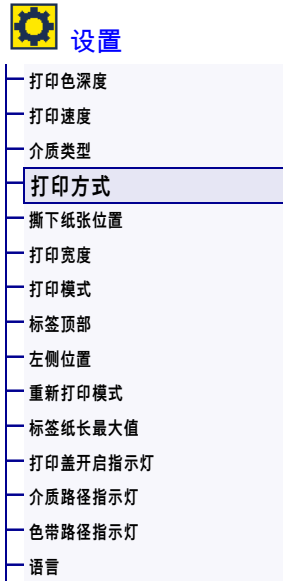 设置
打印色深度
打印速度
介质类型
打印方式
撕下纸张位置
打印宽度
打印模式
标签顶部
左侧位置
重新打印模式
标签纸长最大值
打印盖开启指示灯
介质路径指示灯
色带路径指示灯
语言